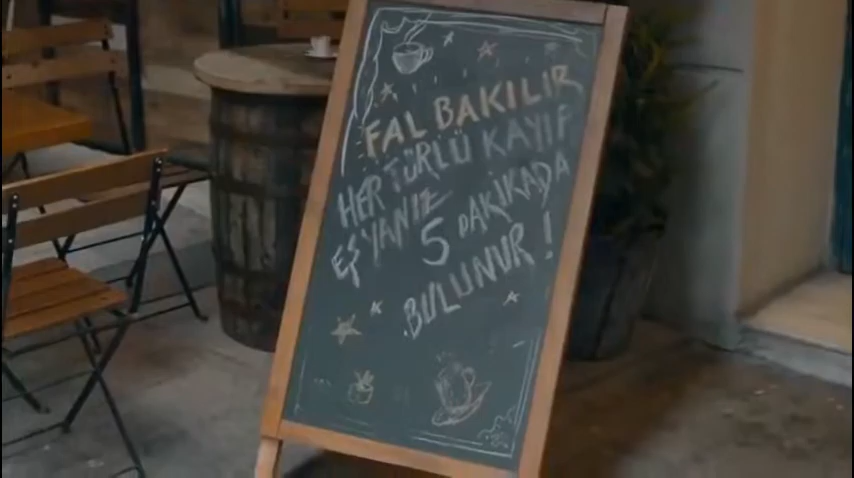 FAL BAKILIR
HER TÜRLÜ KAYIP
EŞYANIZ 5 DAKİKADA
BULUNUR!